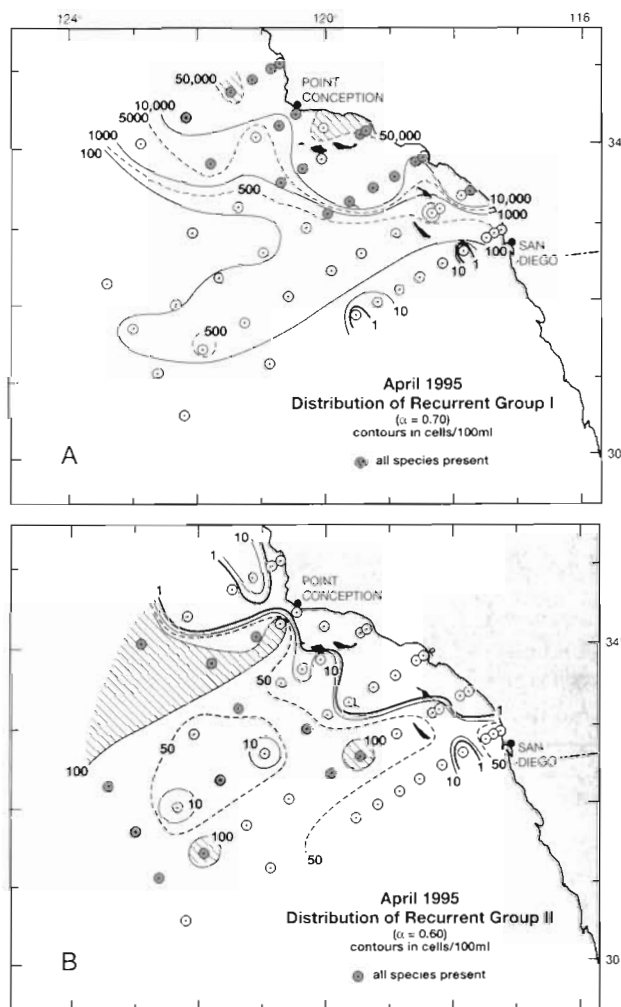 124° 120° 116
50,000
POINT
CONCEPTION
10,000
5000
1000
100
50,000
34
500
10,000
1000
100
SAN
DIEGO
10
1
10
1
500
April 1995
Distribution of Recurrent Group I
(α = 0.70)
contours in cells/100ml
all species present
A
30
10
1
1
POINT
CONCEPTION
34
50
10
1
50
100
SAN
DIEGO
10
1
50
100
10
10
100
50
April 1995
Distribution of Recurrent Group II
(α = 0.60)
contours in cells/100ml
all species present
B
30